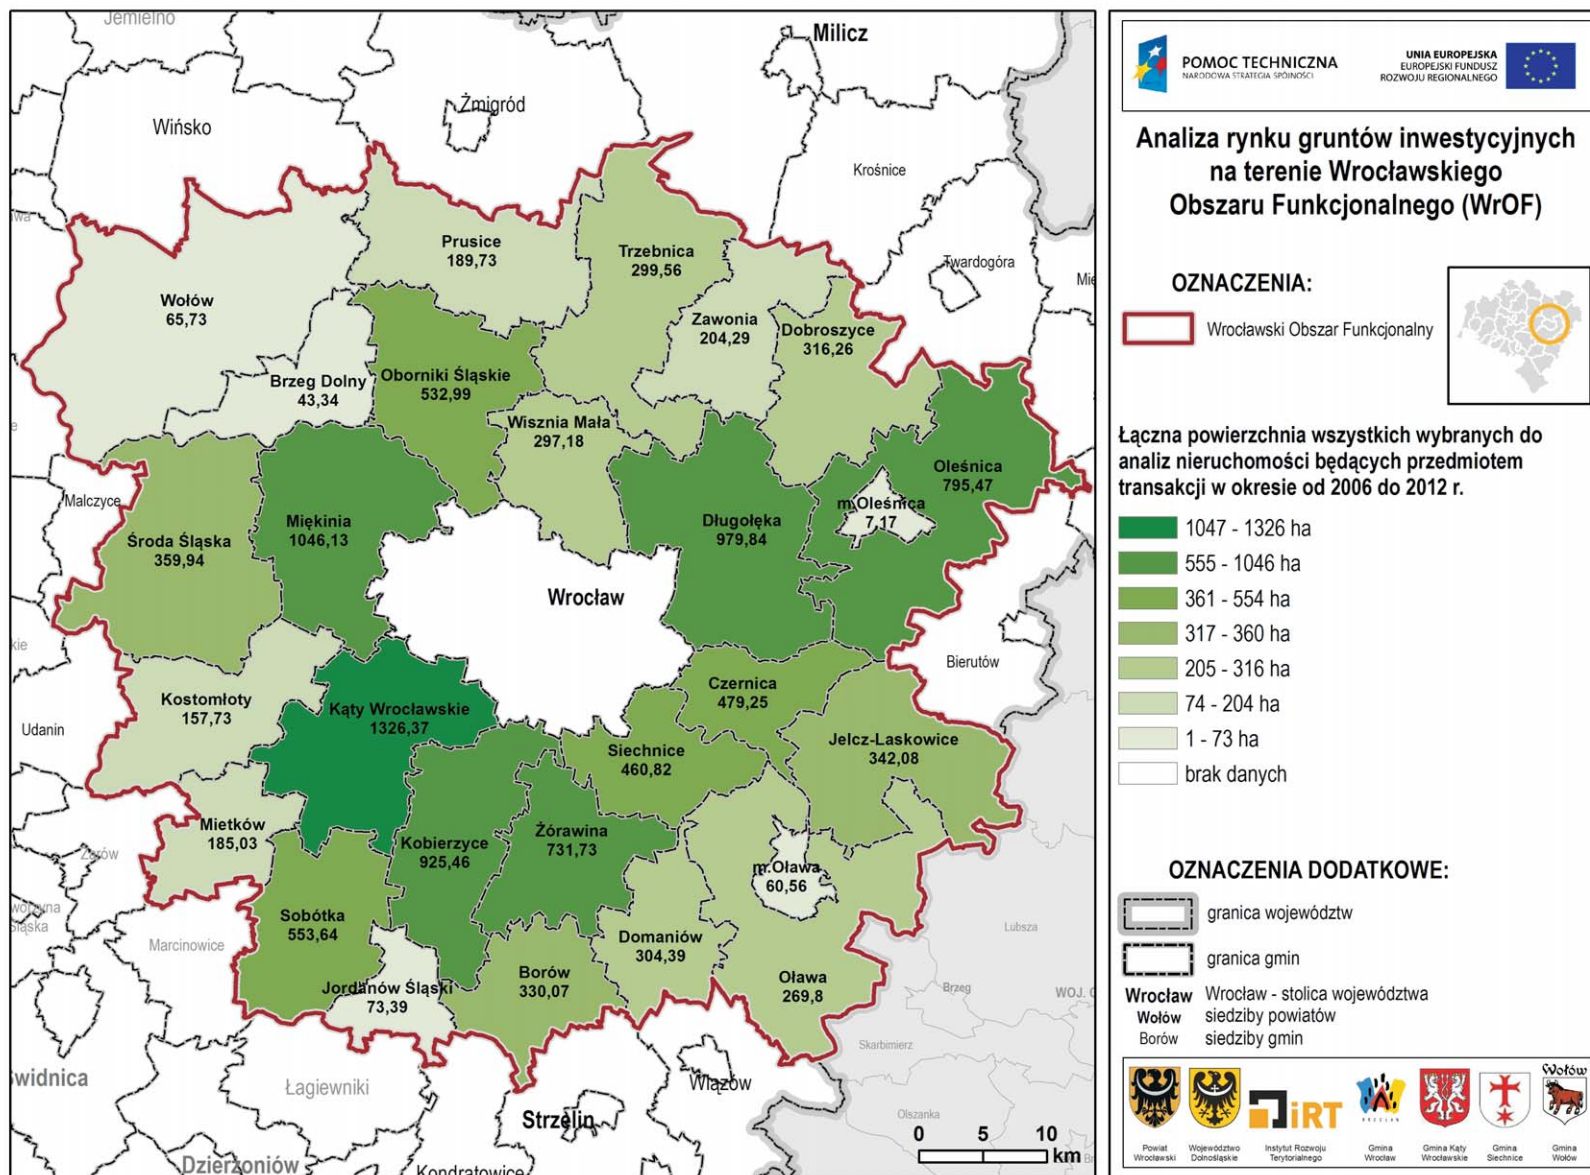 Jemielno
Milicz
Żmigród
Wińsko
Krośnice
Prusice
189,73
Trzebnica
299,56
Twardogóra
Wołów
65,73
Zawonia
204,29
Dobroszyce
316,26
Brzeg Dolny
43,34
Oborniki Śląskie
532,99
Wisznia Mała
297,18
Oleśnica
795,47
Malczyce
m.Oleśnica
7,17
Miękinia
1046,13
Długołęka
979,84
Środa Śląska
359,94
Wrocław
Bierutów
Kostomłoty
157,73
Czernica
479,25
Kąty Wrocławskie
1326,37
Udanin
Siechnice
460,82
Jelcz-Laskowice
342,08
Mietków
185,03
Kobierzyce
925,46
Żórawina
731,73
Żarów
m.Oława
60,56
Sobótka
553,64
Marcinowice
Domaniów
304,39
Lubsza
Jordanów Śląski
73,39
Borów
330,07
Oława
269,8
Brzeg
WOJ.
Skarbimierz
Łagiewniki
Wiązów
Olszanka
Strzelin
Dzierżoniów
Kondratowice
0 5 10
km
POMOC TECHNICZNA
NARODOWA STRATEGIA SPÓJNOŚCI
UNIA EUROPEJSKA
EUROPEJSKI FUNDUSZ
ROZWOJU REGIONALNEGO
Analiza rynku gruntów inwestycyjnych
na terenie Wrocławskiego
Obszaru Funkcjonalnego (WrOF)
OZNACZENIA:
Wrocławski Obszar Funkcjonalny
Łączna powierzchnia wszystkich wybranych do
analiz nieruchomości będących przedmiotem
transakcji w okresie od 2006 do 2012 r.
1047 - 1326 ha
555 - 1046 ha
361 - 554 ha
317 - 360 ha
205 - 316 ha
74 - 204 ha
1 - 73 ha
brak danych
OZNACZENIA DODATKOWE:
granica województw
granica gmin
Wrocław Wrocław - stolica województwa
Wołów siedziby powiatów
Borów siedziby gmin
iRT
WROCŁAW
Wołów
Powiat
Wrocławski
Województwo
Dolnośląskie
Instytut Rozwoju
Terytorialnego
Gmina
Wrocław
Gmina Kąty
Wrocławskie
Gmina
Siechnice
Gmina
Wołów